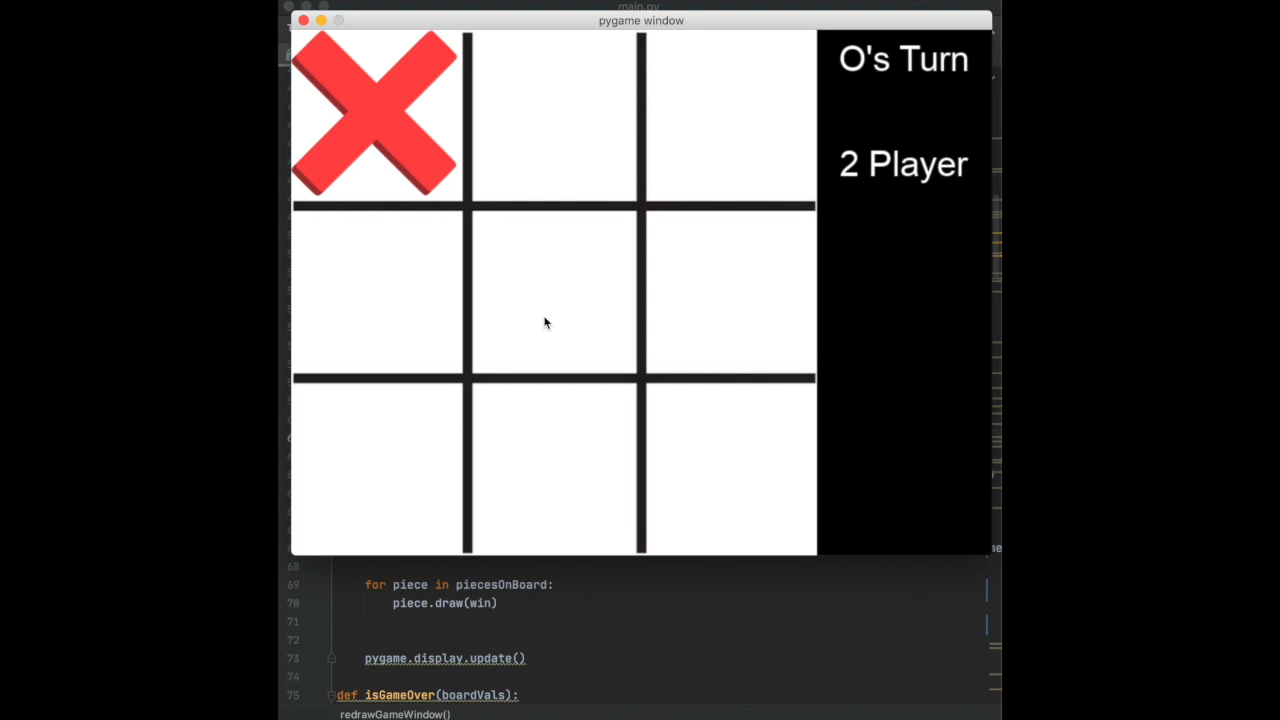 main.py
pygame window
O's Turn
2 Player
68
69 for piece in piecesOnBoard:
70 piece.draw(win)
71
72
73 pygame.display.update()
74
75 def isGameOver(boardVals):
redrawGameWindow()